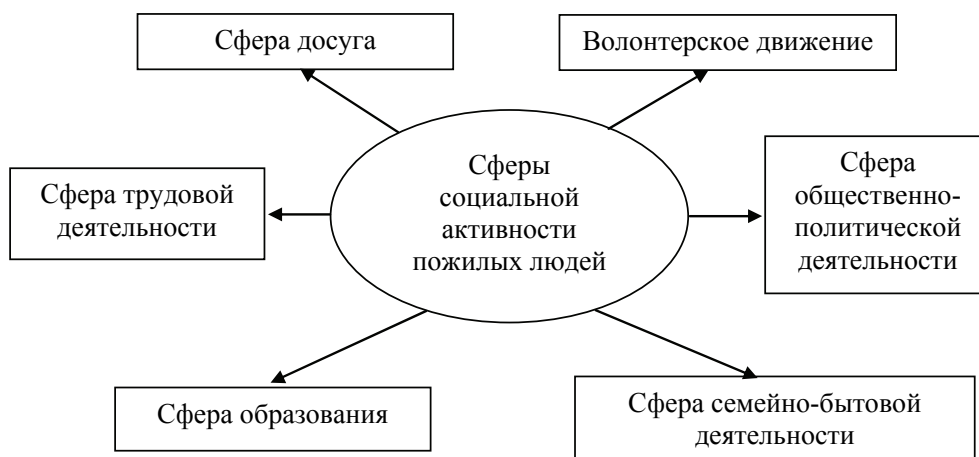 Сфера досуга
Волонтерское движение
Сферы
социальной
активности
пожилых людей
Сфера трудовой
деятельности
Сфера
общественно-
политической
деятельности
Сфера образования
Сфера семейно-бытовой
деятельности